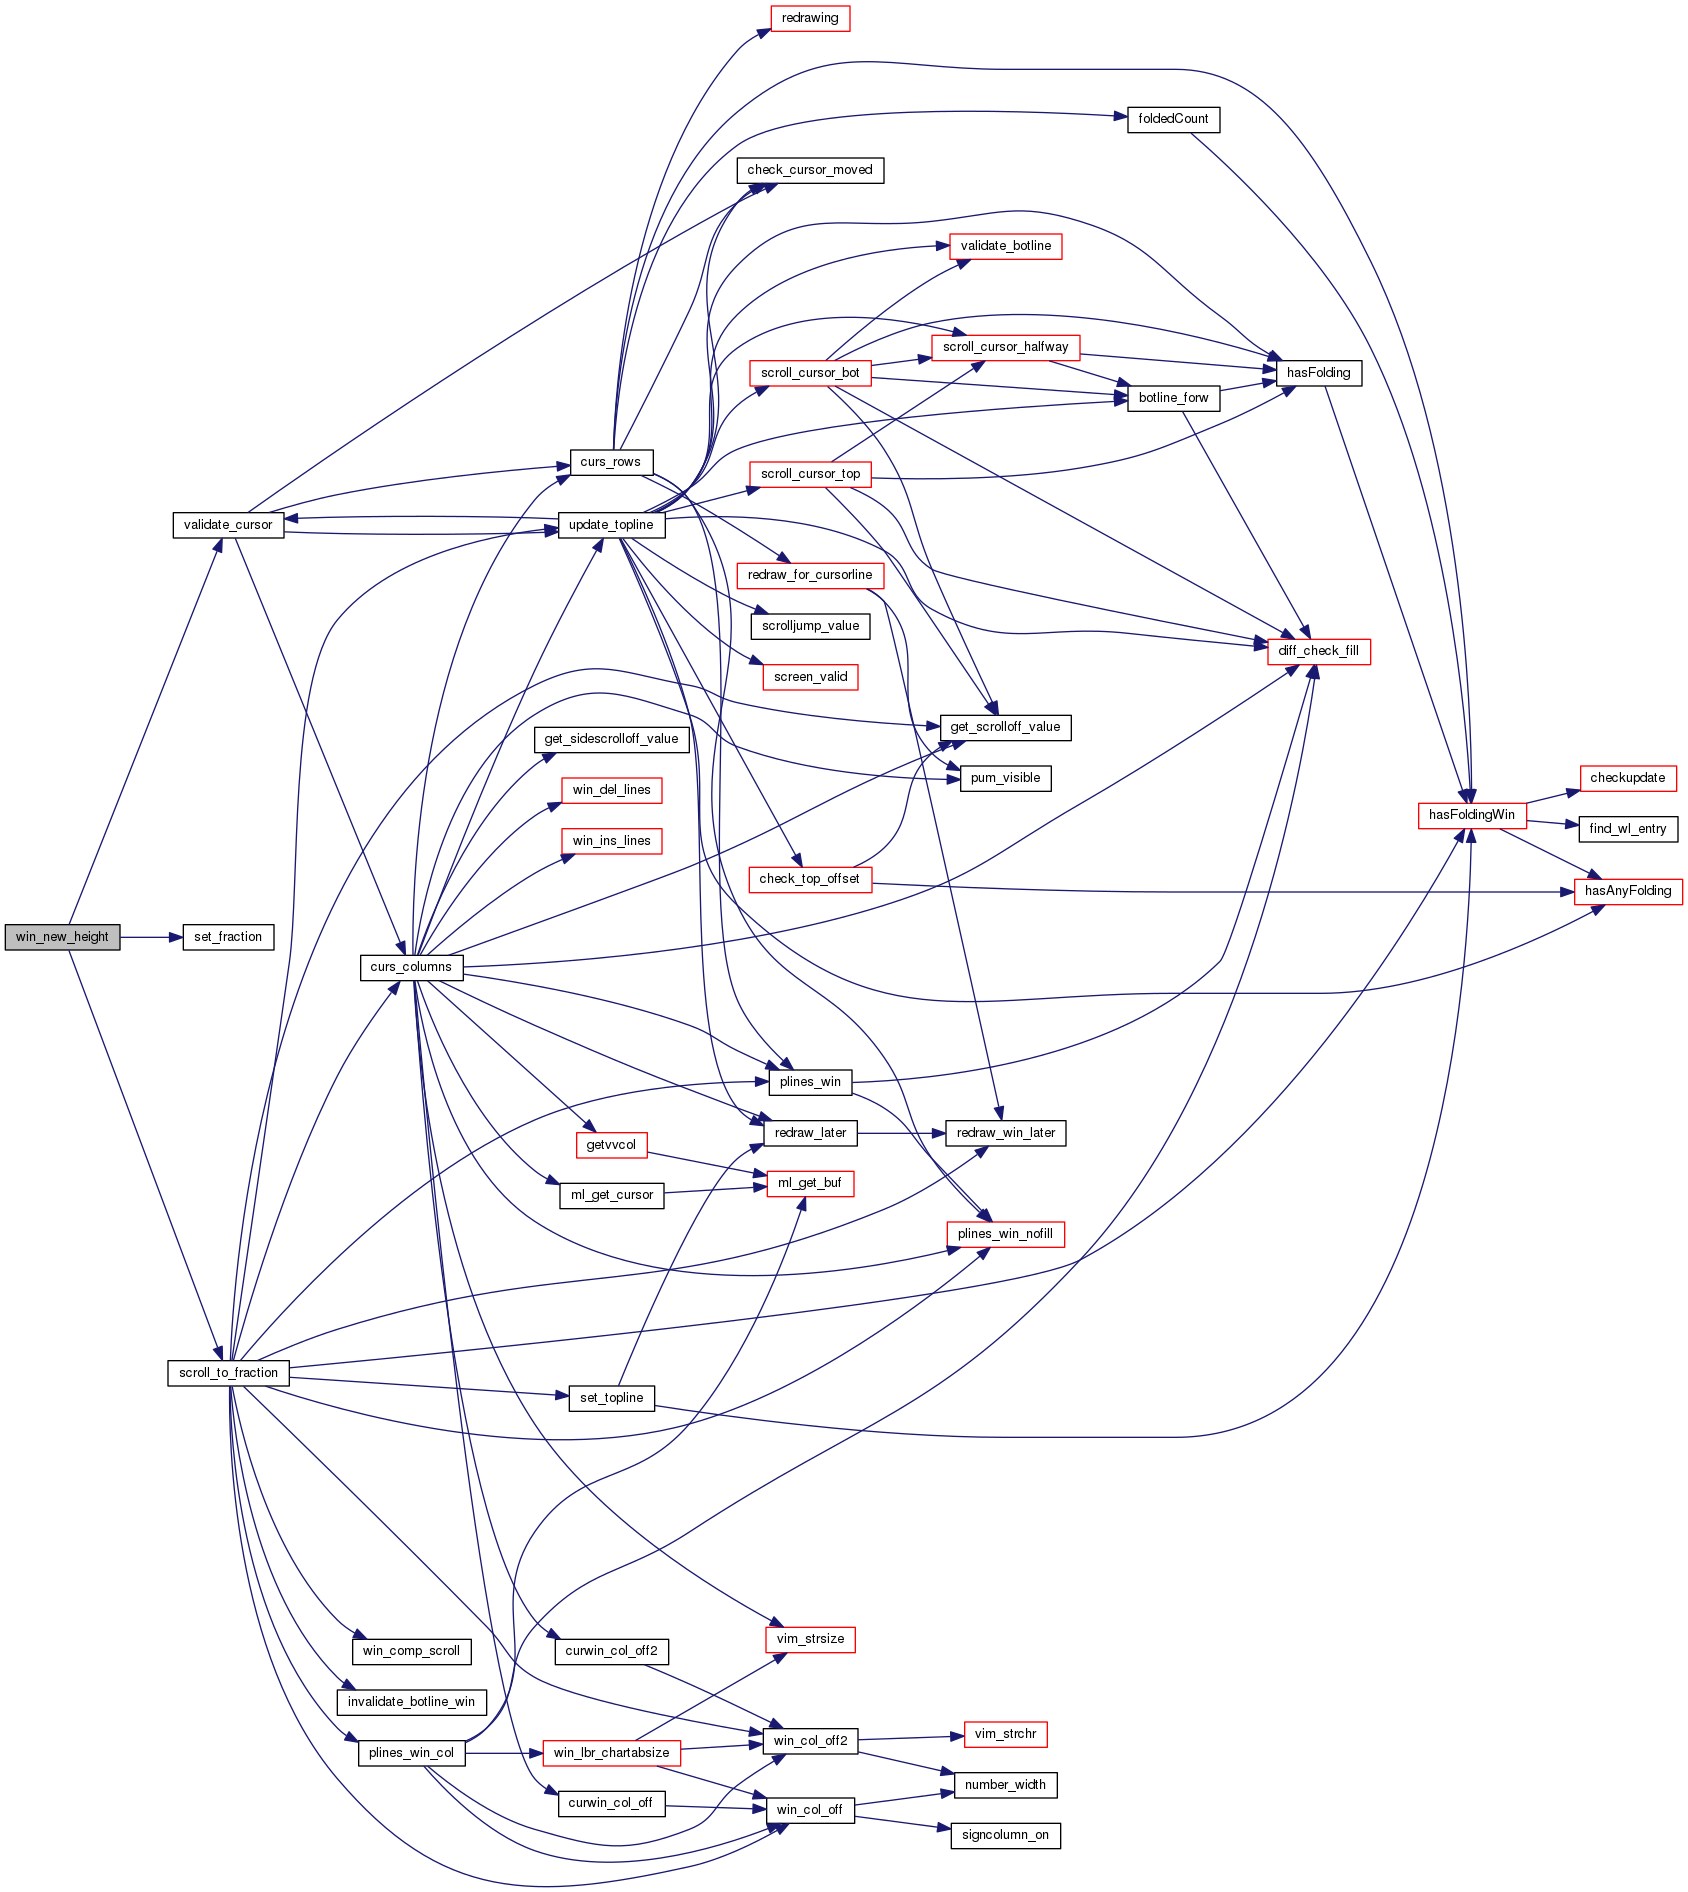 redrawing
foldedCount
check_cursor_moved
validate_botline
scroll_cursor_halfway
scroll_cursor_bot
hasFolding
botline_forw
curs_rows
scroll_cursor_top
validate_cursor
update_topline
redraw_for_cursorline
scrolljump_value
diff_check_fill
screen_valid
get_scrolloff_value
get_sidescrolloff_value
pum_visible
checkupdate
win_del_lines
hasFoldingWin
find_wl_entry
win_ins_lines
check_top_offset
hasAnyFolding
win_new_height
set_fraction
curs_columns
plines_win
redraw_later
redraw_win_later
getvvcol
ml_get_buf
ml_get_cursor
plines_win_nofill
scroll_to_fraction
set_topline
vim_strsize
win_comp_scroll
curwin_col_off2
invalidate_botline_win
vim_strchr
win_col_off2
plines_win_col
win_lbr_chartabsize
number_width
curwin_col_off
win_col_off
signcolumn_on